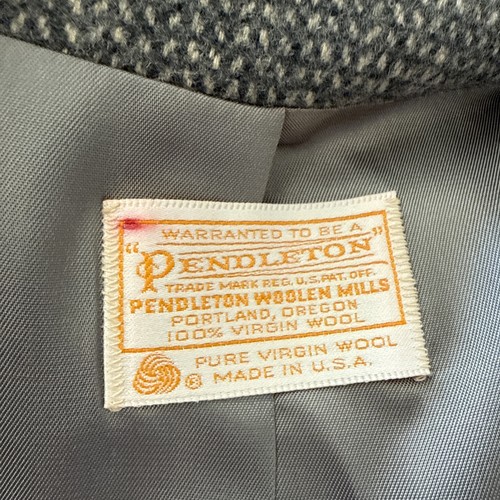 WARRANTED TO BE A
"PENDLETON"
TRADE MARK REG. U.S. PAT. OFF.
PENDLETON WOOLEN MILLS
PORTLAND, OREGON
100% VIRGIN WOOL
PURE VIRGIN WOOL
® MADE IN U.S.A.